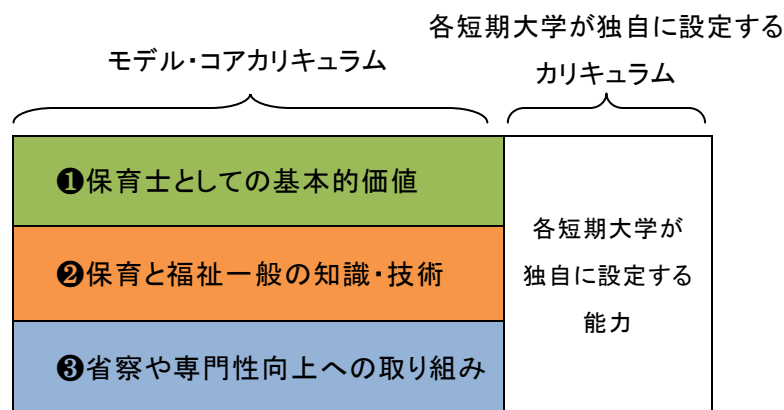 各短期大学が独自に設定する
カリキュラム
モデル・コアカリキュラム
❶保育士としての基本的価値
❷保育と福祉一般の知識・技術
❸省察や専門性向上への取り組み
各短期大学が
独自に設定する
能力